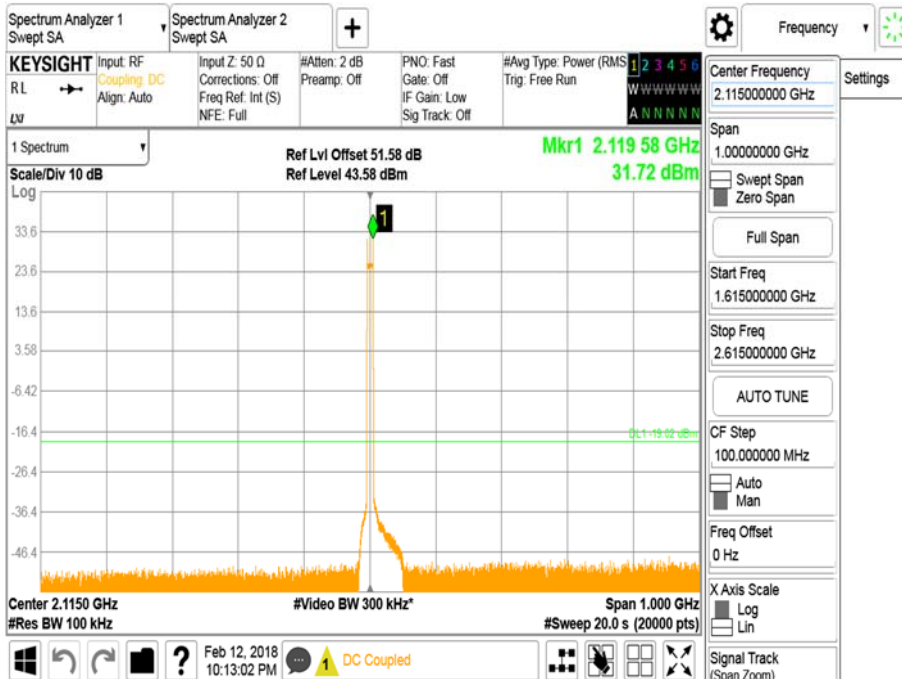 Spectrum Analyzer 1
Swept SA
Spectrum Analyzer 2
Swept SA
Frequency
KEYSIGHT
RL
LXI
Input: RF
Coupling: DC
Align: Auto
Input Z: 50 Ω
Corrections: Off
Freq Ref: Int (S)
NFE: Full
#Atten: 2 dB
Preamp: Off
PNO: Fast
Gate: Off
IF Gain: Low
Sig Track: Off
#Avg Type: Power (RMS
Trig: Free Run
1 2 3 4 5 6
W W W W W W
A N N N N N
Center Frequency
2.115000000 GHz
Settings
Span
1.00000000 GHz
Swept Span
Zero Span
Full Span
Start Freq
1.615000000 GHz
Stop Freq
2.615000000 GHz
AUTO TUNE
CF Step
100.000000 MHz
Auto
Man
Freq Offset
0 Hz
X Axis Scale
Log
Lin
Signal Track
(Span Zoom)
1 Spectrum
Scale/Div 10 dB
Log
Ref Lvl Offset 51.58 dB
Ref Level 43.58 dBm
Mkr1 2.119 58 GHz
31.72 dBm
1
33.6
23.6
13.6
3.58
-6.42
-16.4
DL1 -19.02 dBm
-26.4
-36.4
-46.4
Center 2.1150 GHz
#Video BW 300 kHz*
Span 1.000 GHz
#Res BW 100 kHz
#Sweep 20.0 s (20000 pts)
?
Feb 12, 2018
10:13:02 PM
1
DC Coupled